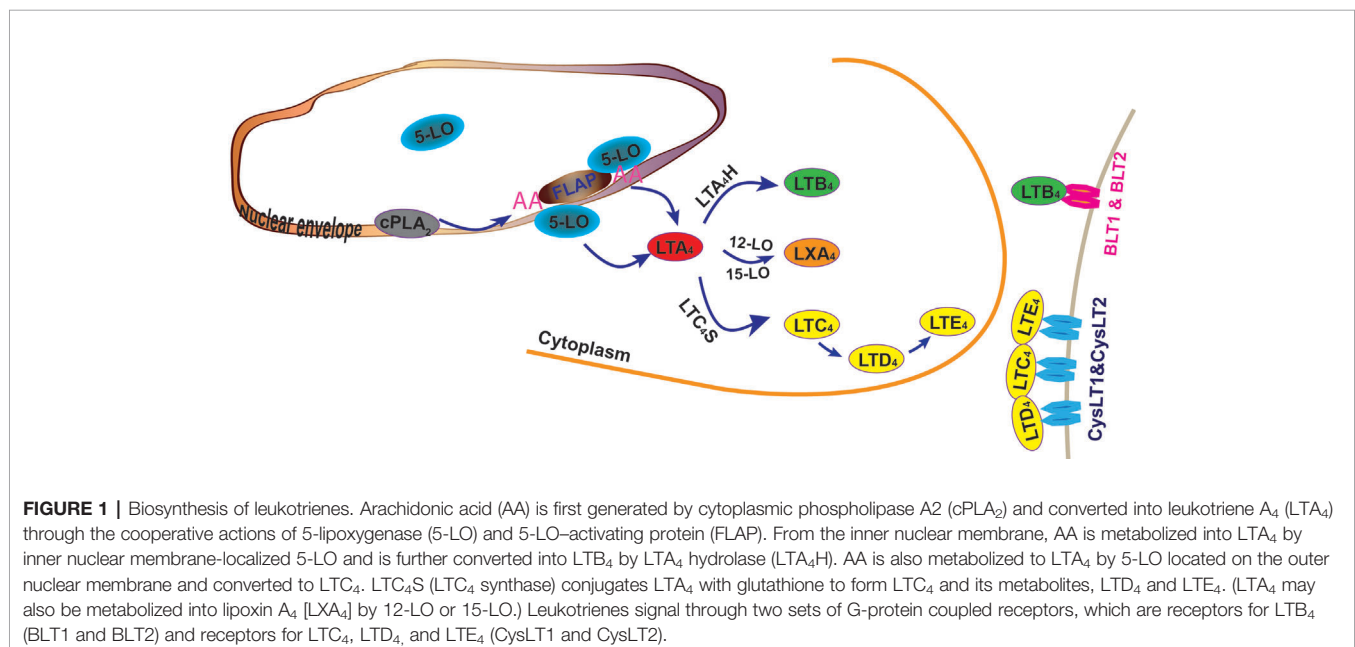 5-LO
5-LO
AA
FLAP
AA
5-LO
Nuclear envelope
cPLA₂
LTA₄
LTA₄H
LTB₄
12-LO
15-LO
LXA₄
LTC₄S
LTC₄
LTD₄
LTE₄
Cytoplasm
LTB₄
BLT1 & BLT2
LTE₄
LTC₄
LTD₄
CysLT1&CysLT2
FIGURE 1 | Biosynthesis of leukotrienes. Arachidonic acid (AA) is first generated by cytoplasmic phospholipase A2 (cPLA₂) and converted into leukotriene A₄ (LTA₄)
through the cooperative actions of 5-lipoxygenase (5-LO) and 5-LO–activating protein (FLAP). From the inner nuclear membrane, AA is metabolized into LTA₄ by
inner nuclear membrane-localized 5-LO and is further converted into LTB₄ by LTA₄ hydrolase (LTA₄H). AA is also metabolized to LTA₄ by 5-LO located on the outer
nuclear membrane and converted to LTC₄. LTC₄S (LTC₄ synthase) conjugates LTA₄ with glutathione to form LTC₄ and its metabolites, LTD₄ and LTE₄. (LTA₄ may
also be metabolized into lipoxin A₄ [LXA₄] by 12-LO or 15-LO.) Leukotrienes signal through two sets of G-protein coupled receptors, which are receptors for LTB₄
(BLT1 and BLT2) and receptors for LTC₄, LTD₄, and LTE₄ (CysLT1 and CysLT2).